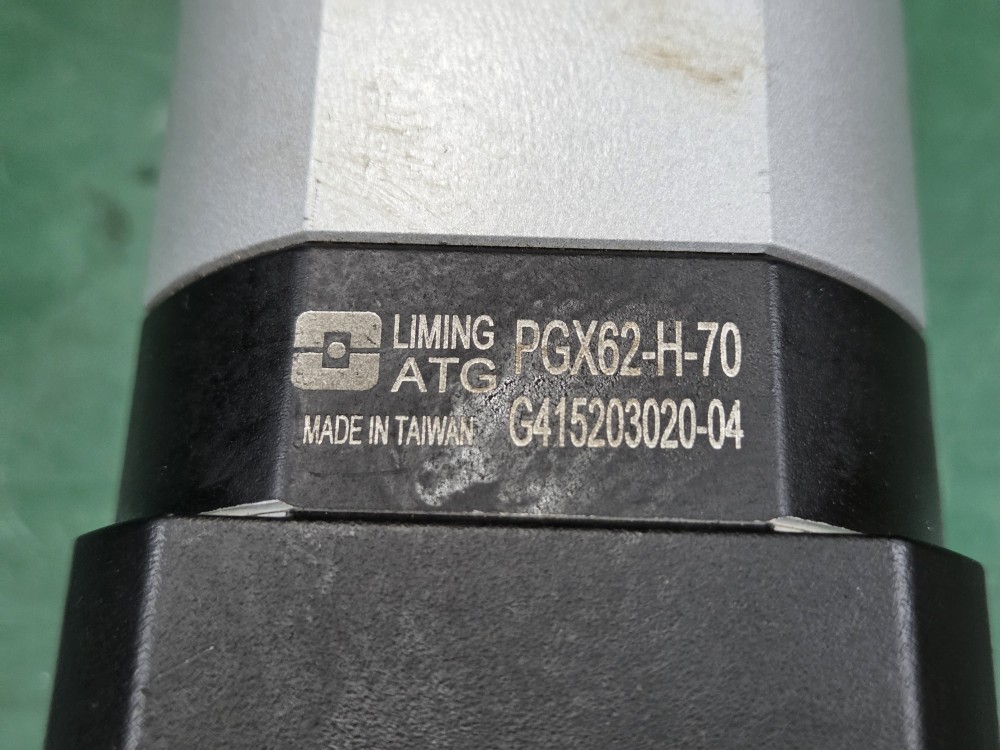 LiMING
ATG
PGX62-H-70
MADE IN TAIWAN
G415203020-04